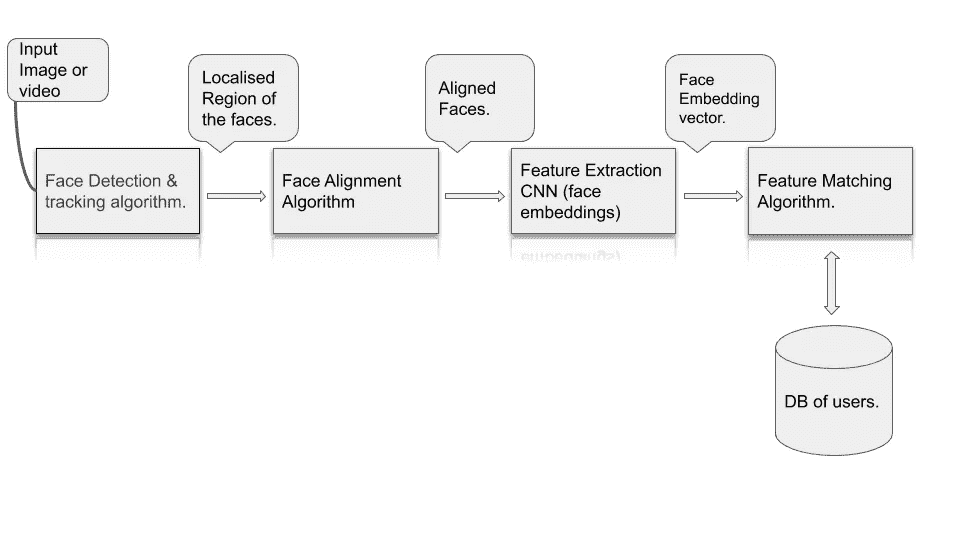 Input
Image or
video
Localised
Region of
the faces.
Aligned
Faces.
Face
Embedding
vector.
Face Detection &
tracking algorithm.
Face Alignment
Algorithm
Feature Extraction
CNN (face
embeddings)
Feature Matching
Algorithm.
DB of users.